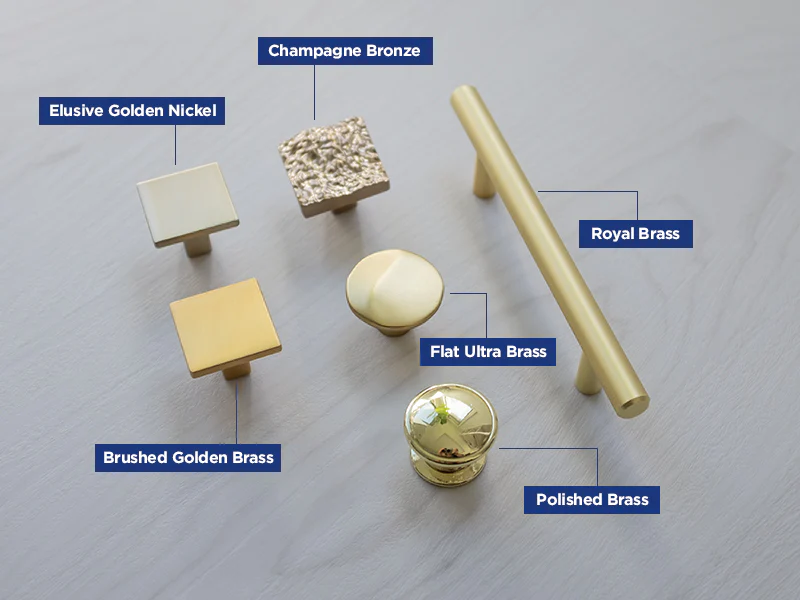 Champagne Bronze
Elusive Golden Nickel
Royal Brass
Flat Ultra Brass
Brushed Golden Brass
Polished Brass